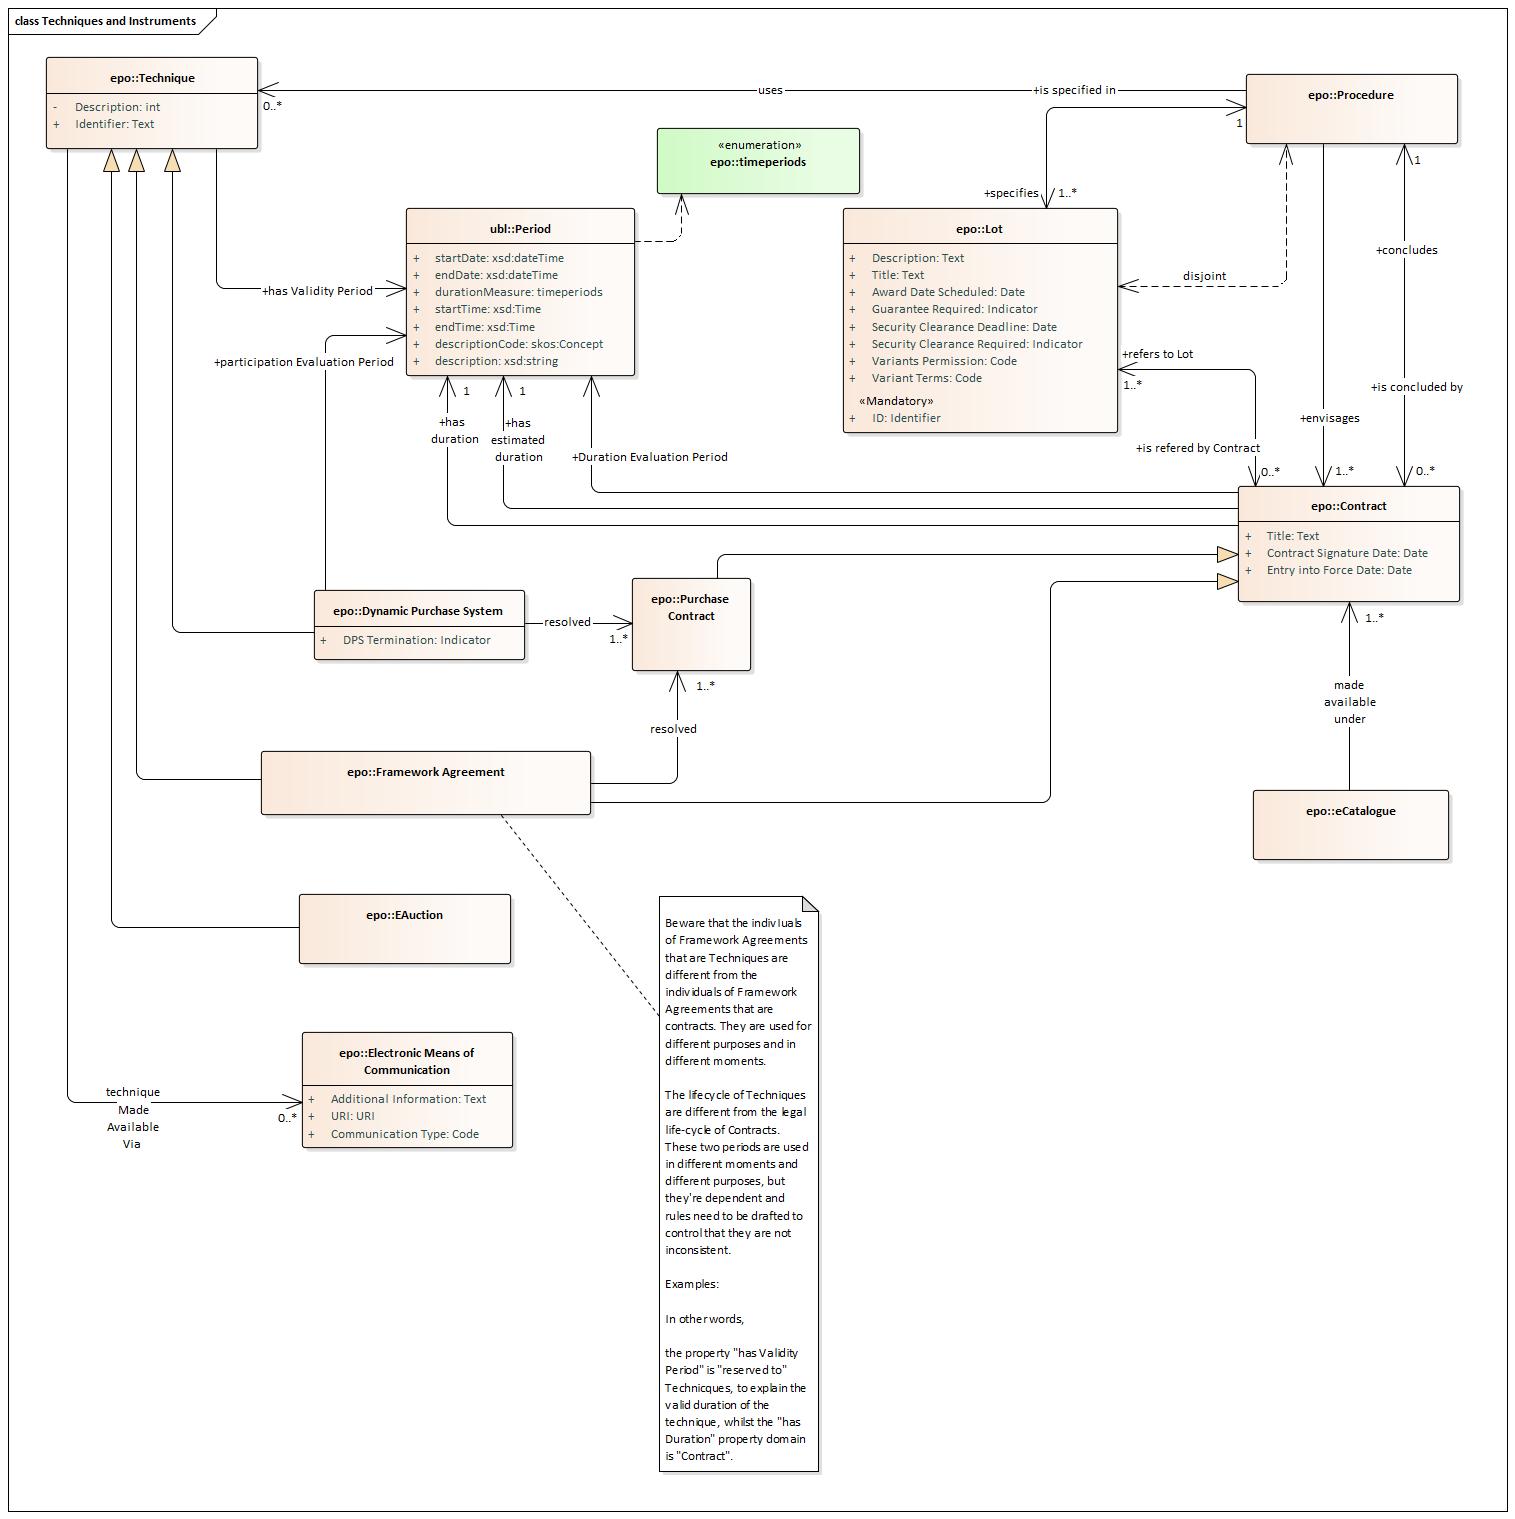 class Techniques and Instruments
epo::Technique
- Description: int
+ Identifier: Text
0..*
uses
+is specified in
epo::Procedure
1
«enumeration»
epo::timeperiods
+specifies
1..*
1
ubl::Period
+ startDate: xsd:dateTime
+ endDate: xsd:dateTime
+ durationMeasure: timeperiods
+ startTime: xsd:Time
+ endTime: xsd:Time
+ descriptionCode: skos:Concept
+ description: xsd:string
epo::Lot
+ Description: Text
+ Title: Text
+ Award Date Scheduled: Date
+ Guarantee Required: Indicator
+ Security Clearance Deadline: Date
+ Security Clearance Required: Indicator
+ Variants Permission: Code
+ Variant Terms: Code
«Mandatory»
+ ID: Identifier
disjoint
+concludes
+has Validity Period
+participation Evaluation Period
+refers to Lot
1..*
+is concluded by
+envisages
+is refered by Contract
0..*
1..*
0..*
1
1
+has
duration
+has
estimated
duration
+Duration Evaluation Period
epo::Contract
+ Title: Text
+ Contract Signature Date: Date
+ Entry into Force Date: Date
epo::Dynamic Purchase System
+ DPS Termination: Indicator
resolved
1..*
epo::Purchase
Contract
1..*
1..*
resolved
made
available
under
epo::Framework Agreement
epo::eCatalogue
epo::EAuction
epo::Electronic Means of
Communication
+ Additional Information: Text
+ URI: URI
+ Communication Type: Code
technique
Made
Available
Via
0..*
Beware that the indivIuals
of Framework Agreements
that are Techniques are
different from the
individuals of Framework
Agreements that are
contracts. They are used for
different purposes and in
different moments.
The lifecycle of Techniques
are different from the legal
life-cycle of Contracts.
These two periods are used
in different moments and
different purposes, but
they're dependent and
rules need to be drafted to
control that they are not
inconsistent.
Examples:
In other words,
the property "has Validity
Period" is "reserved to"
Technicques, to explain the
valid duration of the
technique, whilst the "has
Duration" property domain
is "Contract".